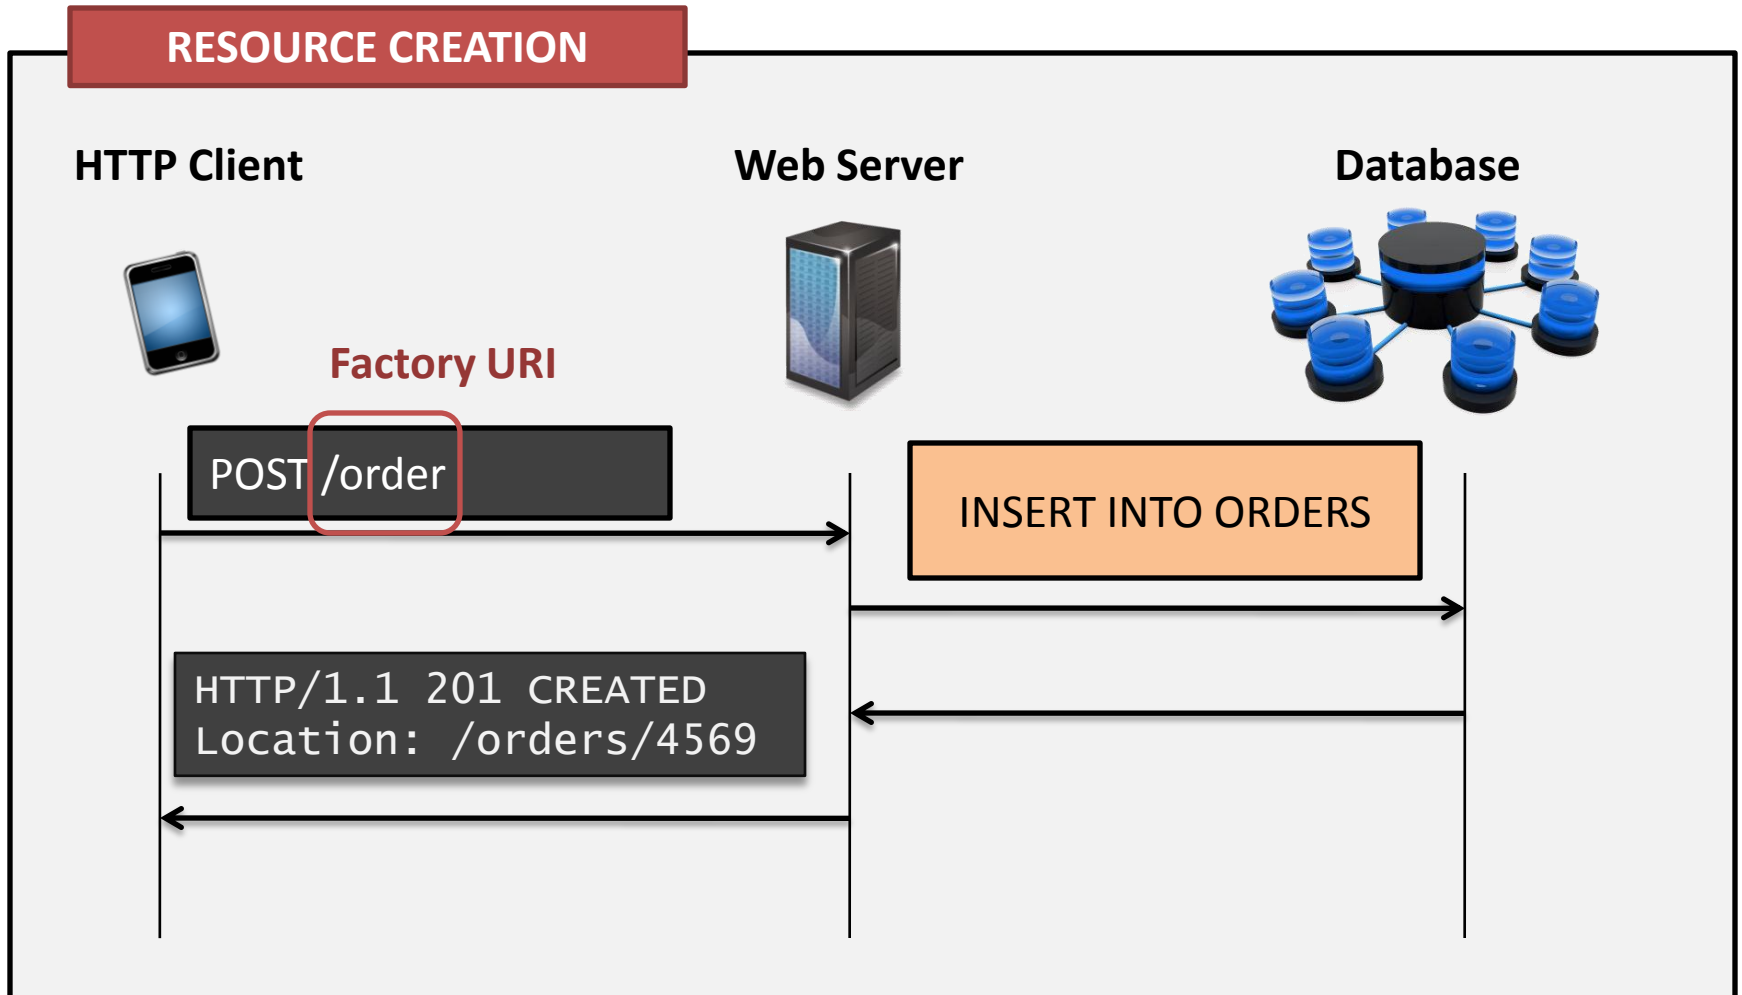 RESOURCE CREATION
HTTP Client
Web Server
Database
Factory URI
POST /order
INSERT INTO ORDERS
HTTP/1.1 201 CREATED
Location: /orders/4569